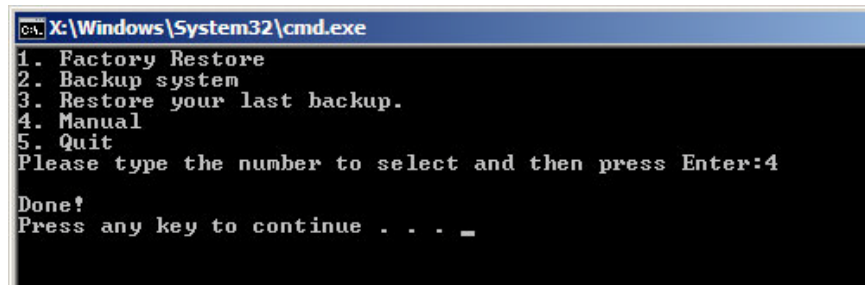 X:\Windows\System32\cmd.exe
1. Factory Restore
2. Backup system
3. Restore your last backup.
4. Manual
5. Quit
Please type the number to select and then press Enter:4
Done!
Press any key to continue . . . _